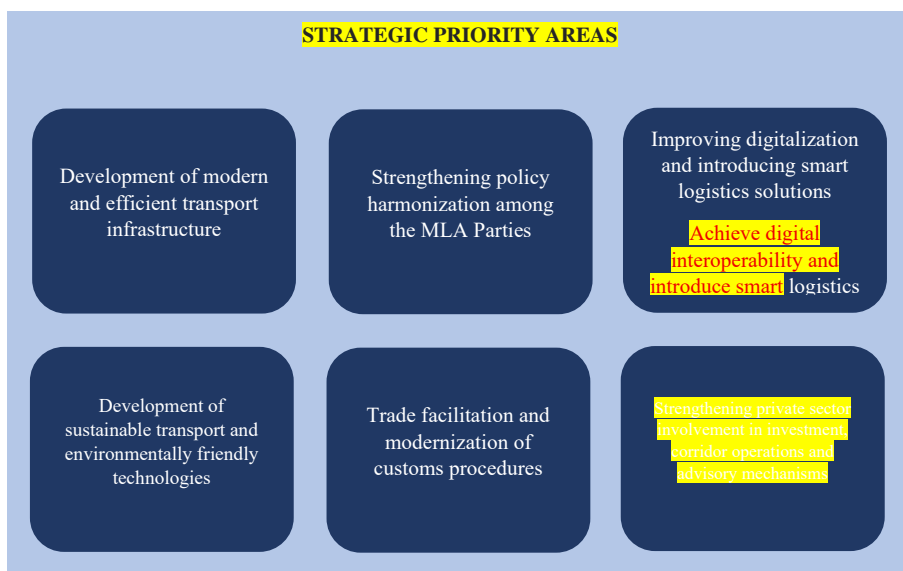 STRATEGIC PRIORITY AREAS
Development of modern
and efficient transport
infrastructure
Strengthening policy
harmonization among
the MLA Parties
Improving digitalization
and introducing smart
logistics solutions
Achieve digital
interoperability and
introduce smart logistics
Development of
sustainable transport and
environmentally friendly
technologies
Trade facilitation and
modernization of
customs procedures
Strengthening private sector
involvement in investment,
corridor operations and
advisory mechanisms